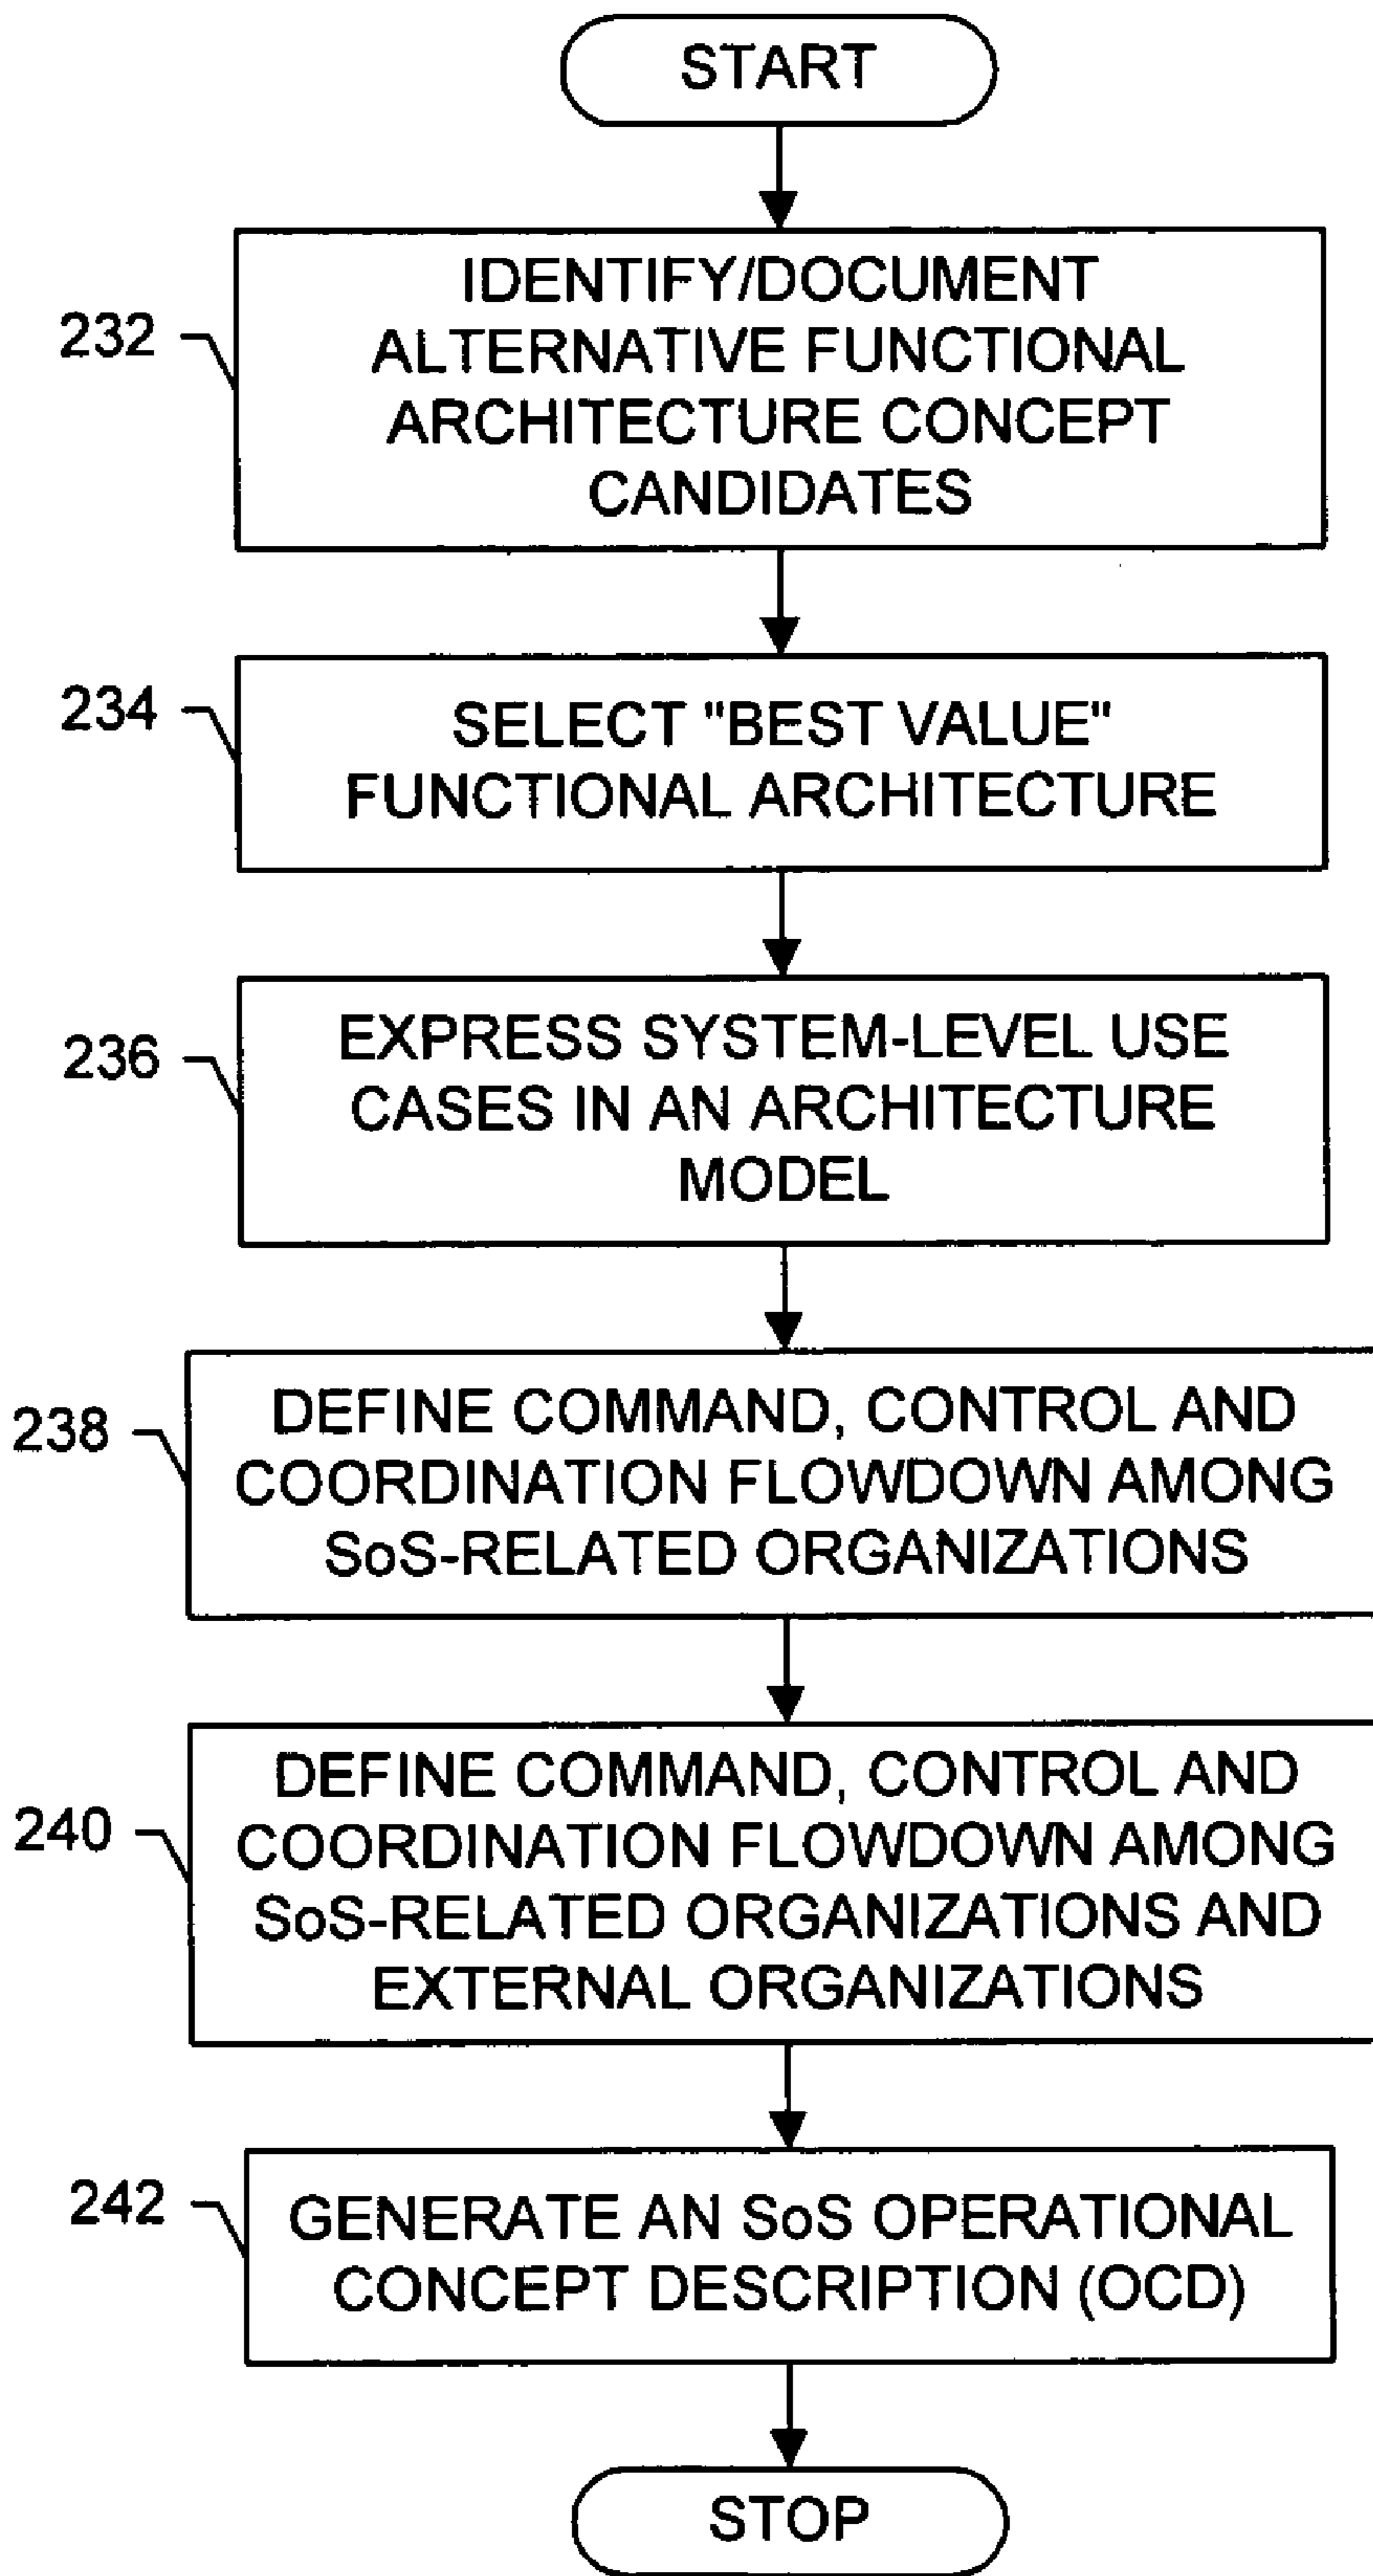 START
232
IDENTIFY/DOCUMENT
ALTERNATIVE FUNCTIONAL
ARCHITECTURE CONCEPT
CANDIDATES
234
SELECT "BEST VALUE"
FUNCTIONAL ARCHITECTURE
236
EXPRESS SYSTEM-LEVEL USE
CASES IN AN ARCHITECTURE
MODEL
238
DEFINE COMMAND, CONTROL AND
COORDINATION FLOWDOWN AMONG
SoS-RELATED ORGANIZATIONS
240
DEFINE COMMAND, CONTROL AND
COORDINATION FLOWDOWN AMONG
SoS-RELATED ORGANIZATIONS AND
EXTERNAL ORGANIZATIONS
242
GENERATE AN SoS OPERATIONAL
CONCEPT DESCRIPTION (OCD)
STOP